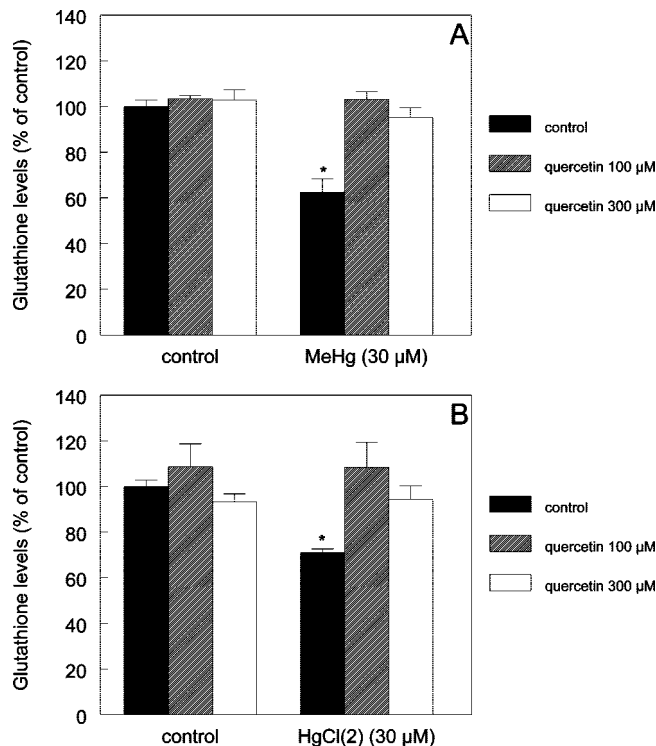 A
Glutathione levels (% of control)
140
120
100
80
60
40
20
0
*
control
MeHg (30 µM)
control
quercetin 100 µM
quercetin 300 µM
B
Glutathione levels (% of control)
140
120
100
80
60
40
20
0
*
control
HgCl(2) (30 µM)
control
quercetin 100 µM
quercetin 300 µM